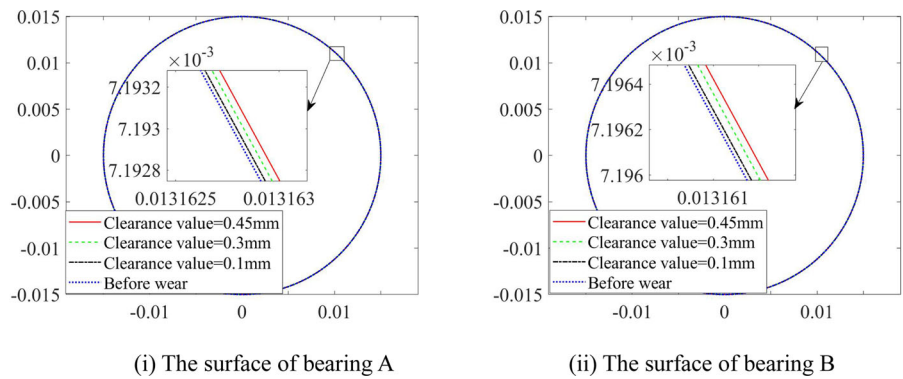 0.015
0.01
0.005
0
-0.005
-0.01
-0.015
-0.01 0 0.01
×10⁻³
7.1932
7.193
7.1928
0.0131625 0.013163
Clearance value=0.45mm
Clearance value=0.3mm
Clearance value=0.1mm
Before wear
(i) The surface of bearing A
0.015
0.01
0.005
0
-0.005
-0.01
-0.015
-0.01 0 0.01
×10⁻³
7.1964
7.1962
7.196
0.013161
Clearance value=0.45mm
Clearance value=0.3mm
Clearance value=0.1mm
Before wear
(ii) The surface of bearing B